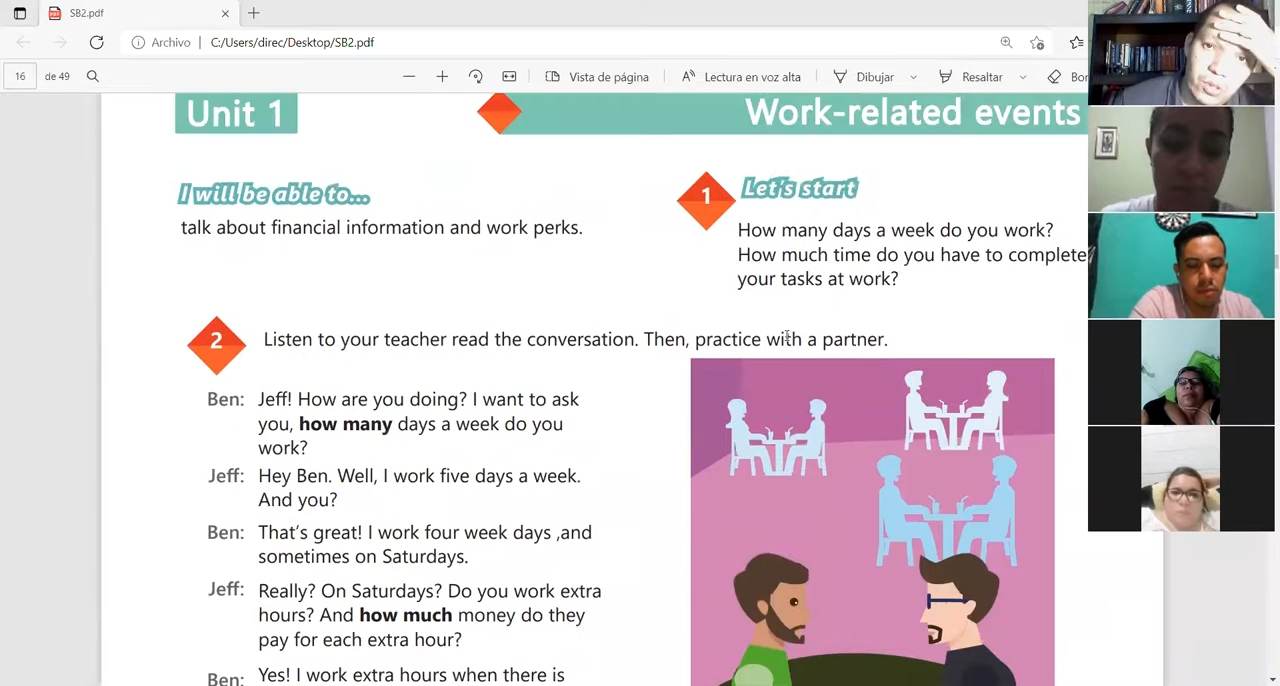 SB2.pdf
Archivo
C:/Users/direc/Desktop/SB2.pdf
16
de 49
Vista de página
Lectura en voz alta
Dibujar
Resaltar
Bor
Unit 1
Work-related events
I will be able to...
talk about financial information and work perks.
1
Let's start
How many days a week do you work?
How much time do you have to complete
your tasks at work?
2
Listen to your teacher read the conversation. Then, practice with a partner.
Ben: Jeff! How are you doing? I want to ask
you, how many days a week do you
work?
Jeff: Hey Ben. Well, I work five days a week.
And you?
Ben: That's great! I work four week days ,and
sometimes on Saturdays.
Jeff: Really? On Saturdays? Do you work extra
hours? And how much money do they
pay for each extra hour?
Ben: Yes! I work extra hours when there is